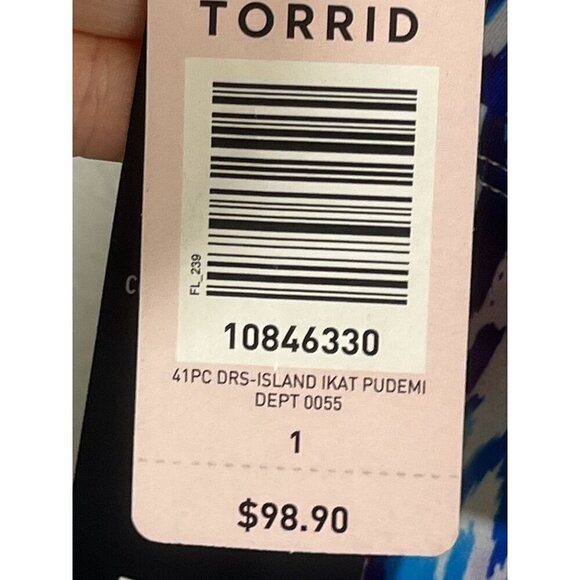 TORRID
FL_239
10846330
41PC DRS-ISLAND IKAT PUDEMI
DEPT 0055
1
$98.90
C